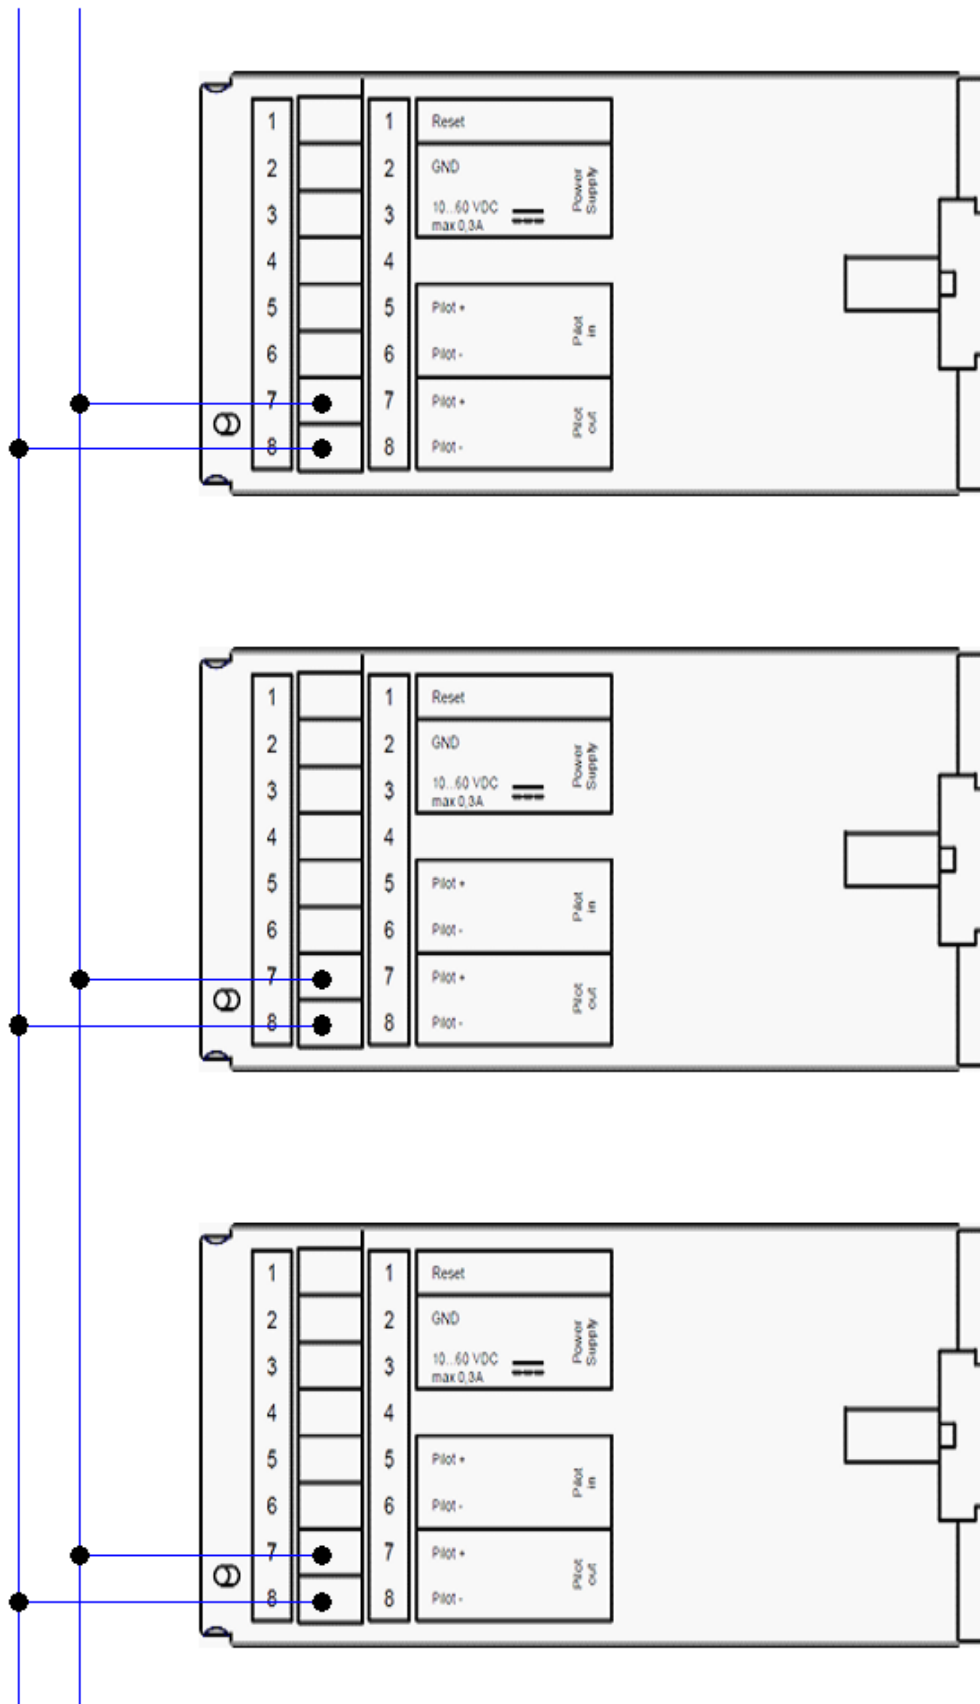 1 1 Reset
2 2 GND
Power
Supply
3 3 10...60 VDC
max 0,3A
4 4
5 5 Pilot +
Pilot
in
6 6 Pilot -
7 7 Pilot +
Pilot
out
8 8 Pilot -
1 1 Reset
2 2 GND
Power
Supply
3 3 10...60 VDC
max 0,3A
4 4
5 5 Pilot +
Pilot
in
6 6 Pilot -
7 7 Pilot +
Pilot
out
8 8 Pilot -
1 1 Reset
2 2 GND
Power
Supply
3 3 10...60 VDC
max 0,3A
4 4
5 5 Pilot +
Pilot
in
6 6 Pilot -
7 7 Pilot +
Pilot
out
8 8 Pilot -